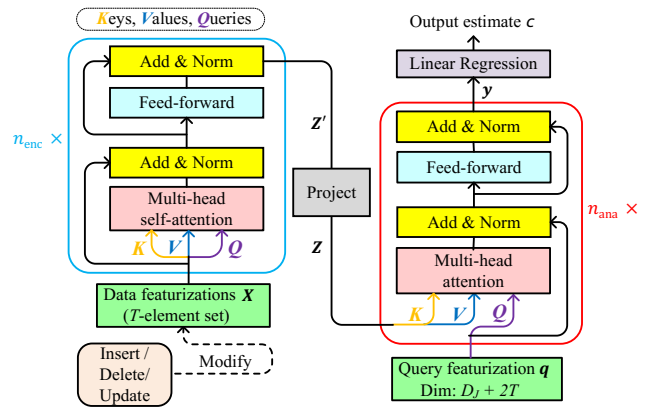 Keys, Values, Queries
Add & Norm
Feed-forward
n_enc ×
Add & Norm
Multi-head
self-attention
K V Q
Data featurizations X
(T-element set)
Modify
Insert /
Delete/
Update
Z′
Project
Z
Output estimate c
Linear Regression
y
Add & Norm
Feed-forward
n_ana ×
Add & Norm
Multi-head
attention
K V Q
Query featurization q
Dim: D_J + 2T